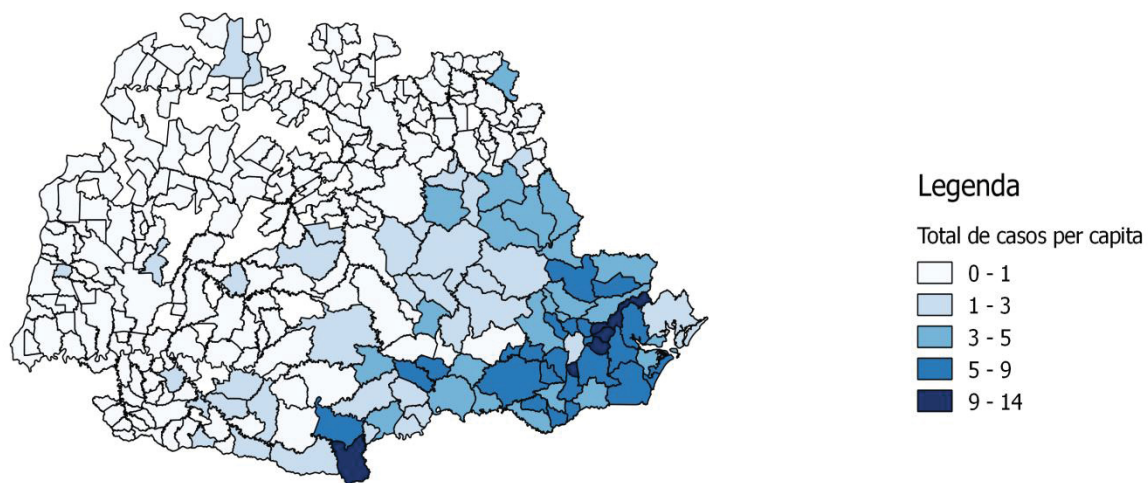 Legenda
Total de casos per capita
0 - 1
1 - 3
3 - 5
5 - 9
9 - 14